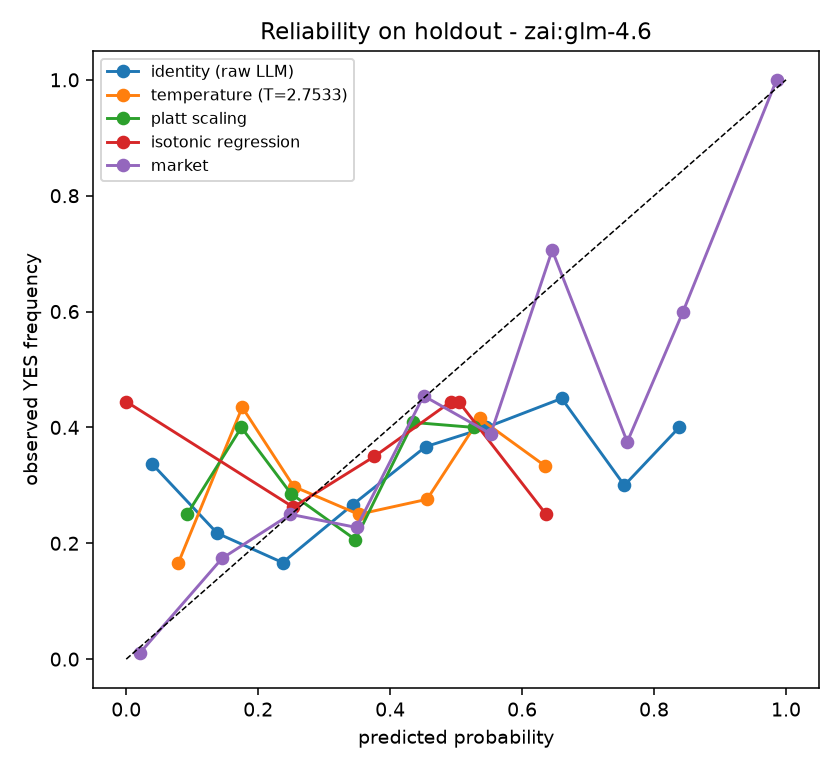 Reliability on holdout - zai:glm-4.6
identity (raw LLM)
temperature (T=2.7533)
platt scaling
isotonic regression
market
observed YES frequency
1.0
0.8
0.6
0.4
0.2
0.0
0.0 0.2 0.4 0.6 0.8 1.0
predicted probability